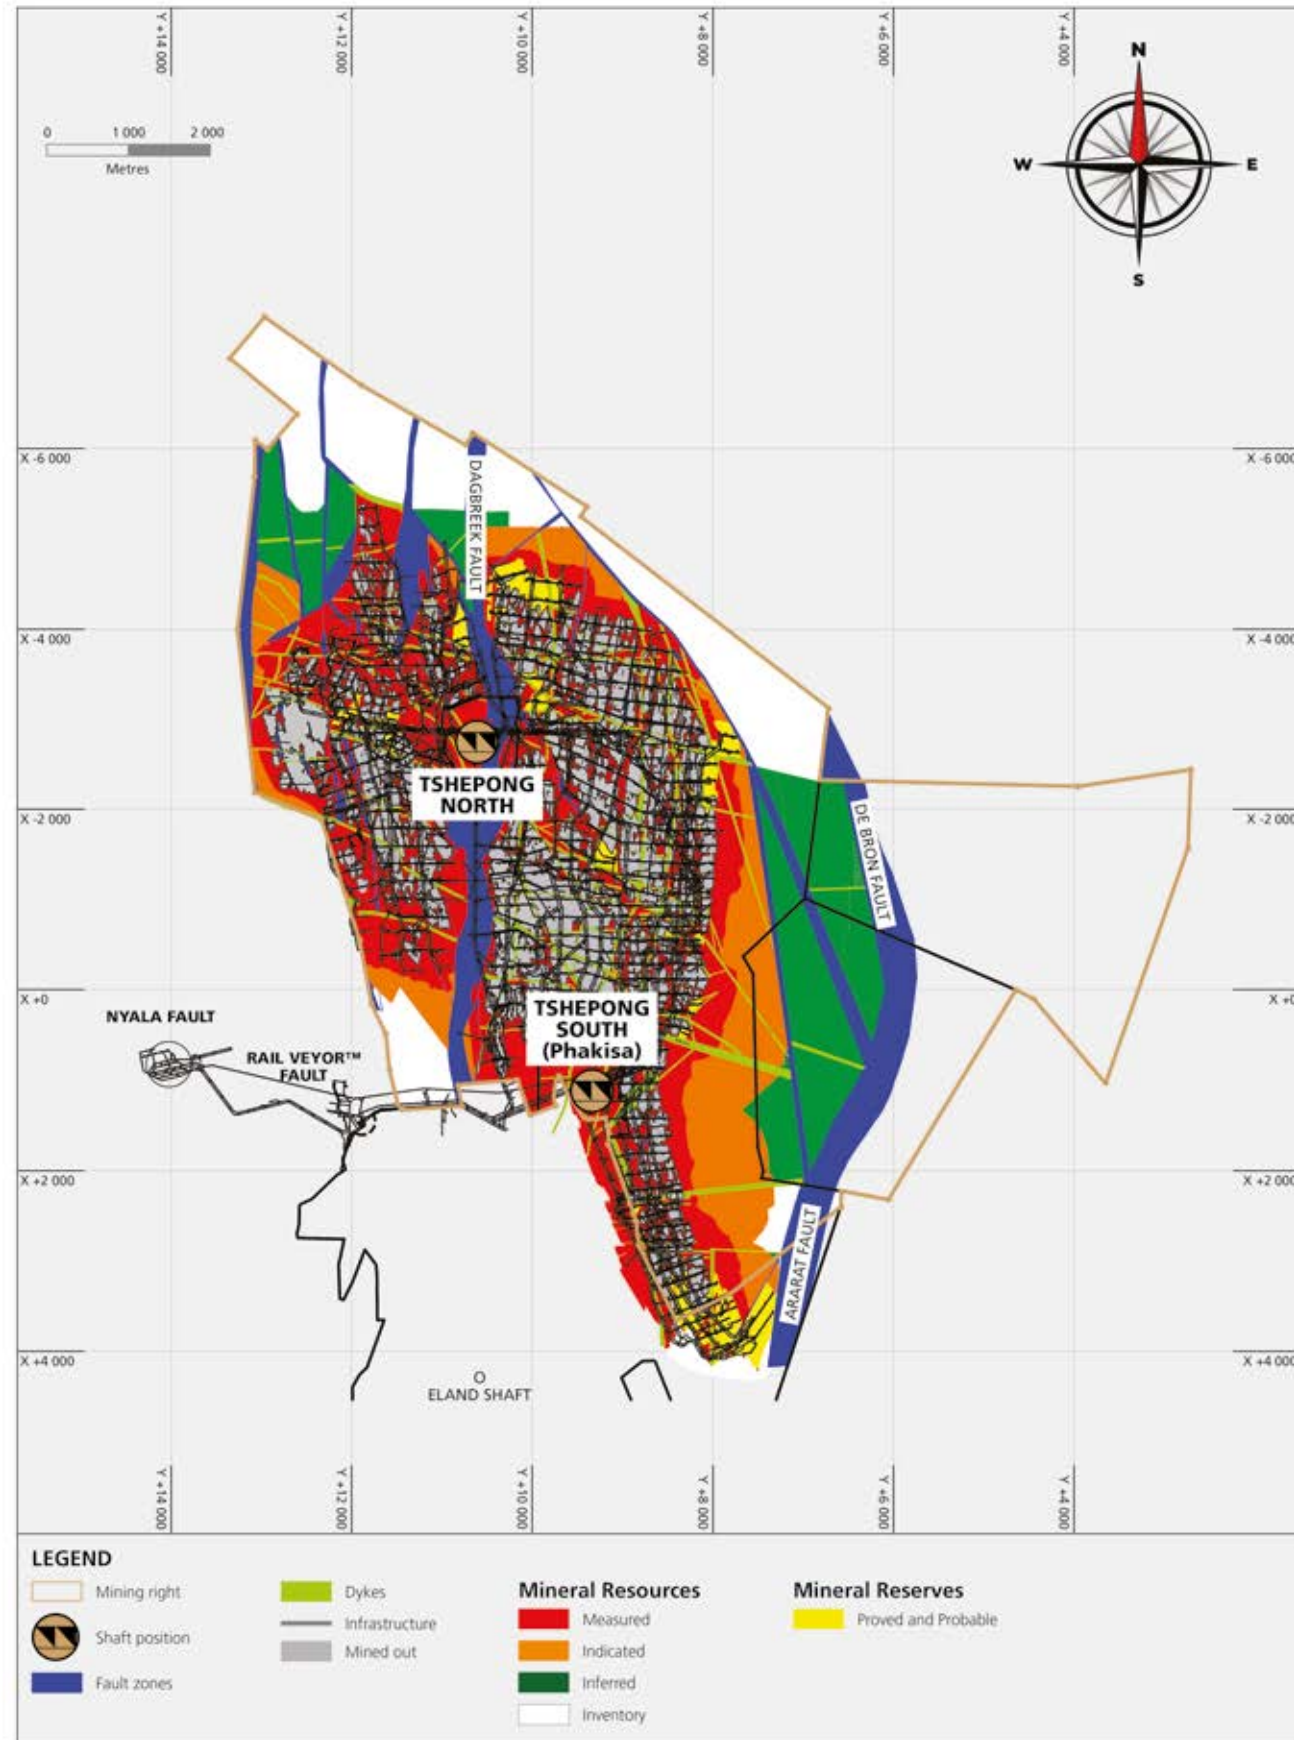 Y +14 000
Y +12 000
Y +10 000
Y +8 000
Y +6 000
Y +4 000
N
W
E
S
0 1 000 2 000
Metres
X -6 000
X -6 000
DAGBREEK FAULT
X -4 000
X -4 000
TSHEPONG
NORTH
X -2 000
X -2 000
DE BRON FAULT
X +0
X +0
TSHEPONG
SOUTH
(Phakisa)
NYALA FAULT
RAIL VEYOR™
FAULT
X +2 000
X +2 000
ARARAT FAULT
X +4 000
X +4 000
ELAND SHAFT
Y +14 000
Y +12 000
Y +10 000
Y +8 000
Y +6 000
Y +4 000
LEGEND
Mining right
Shaft position
Fault zones
Dykes
Infrastructure
Mined out
Mineral Resources
Measured
Indicated
Inferred
Inventory
Mineral Reserves
Proved and Probable